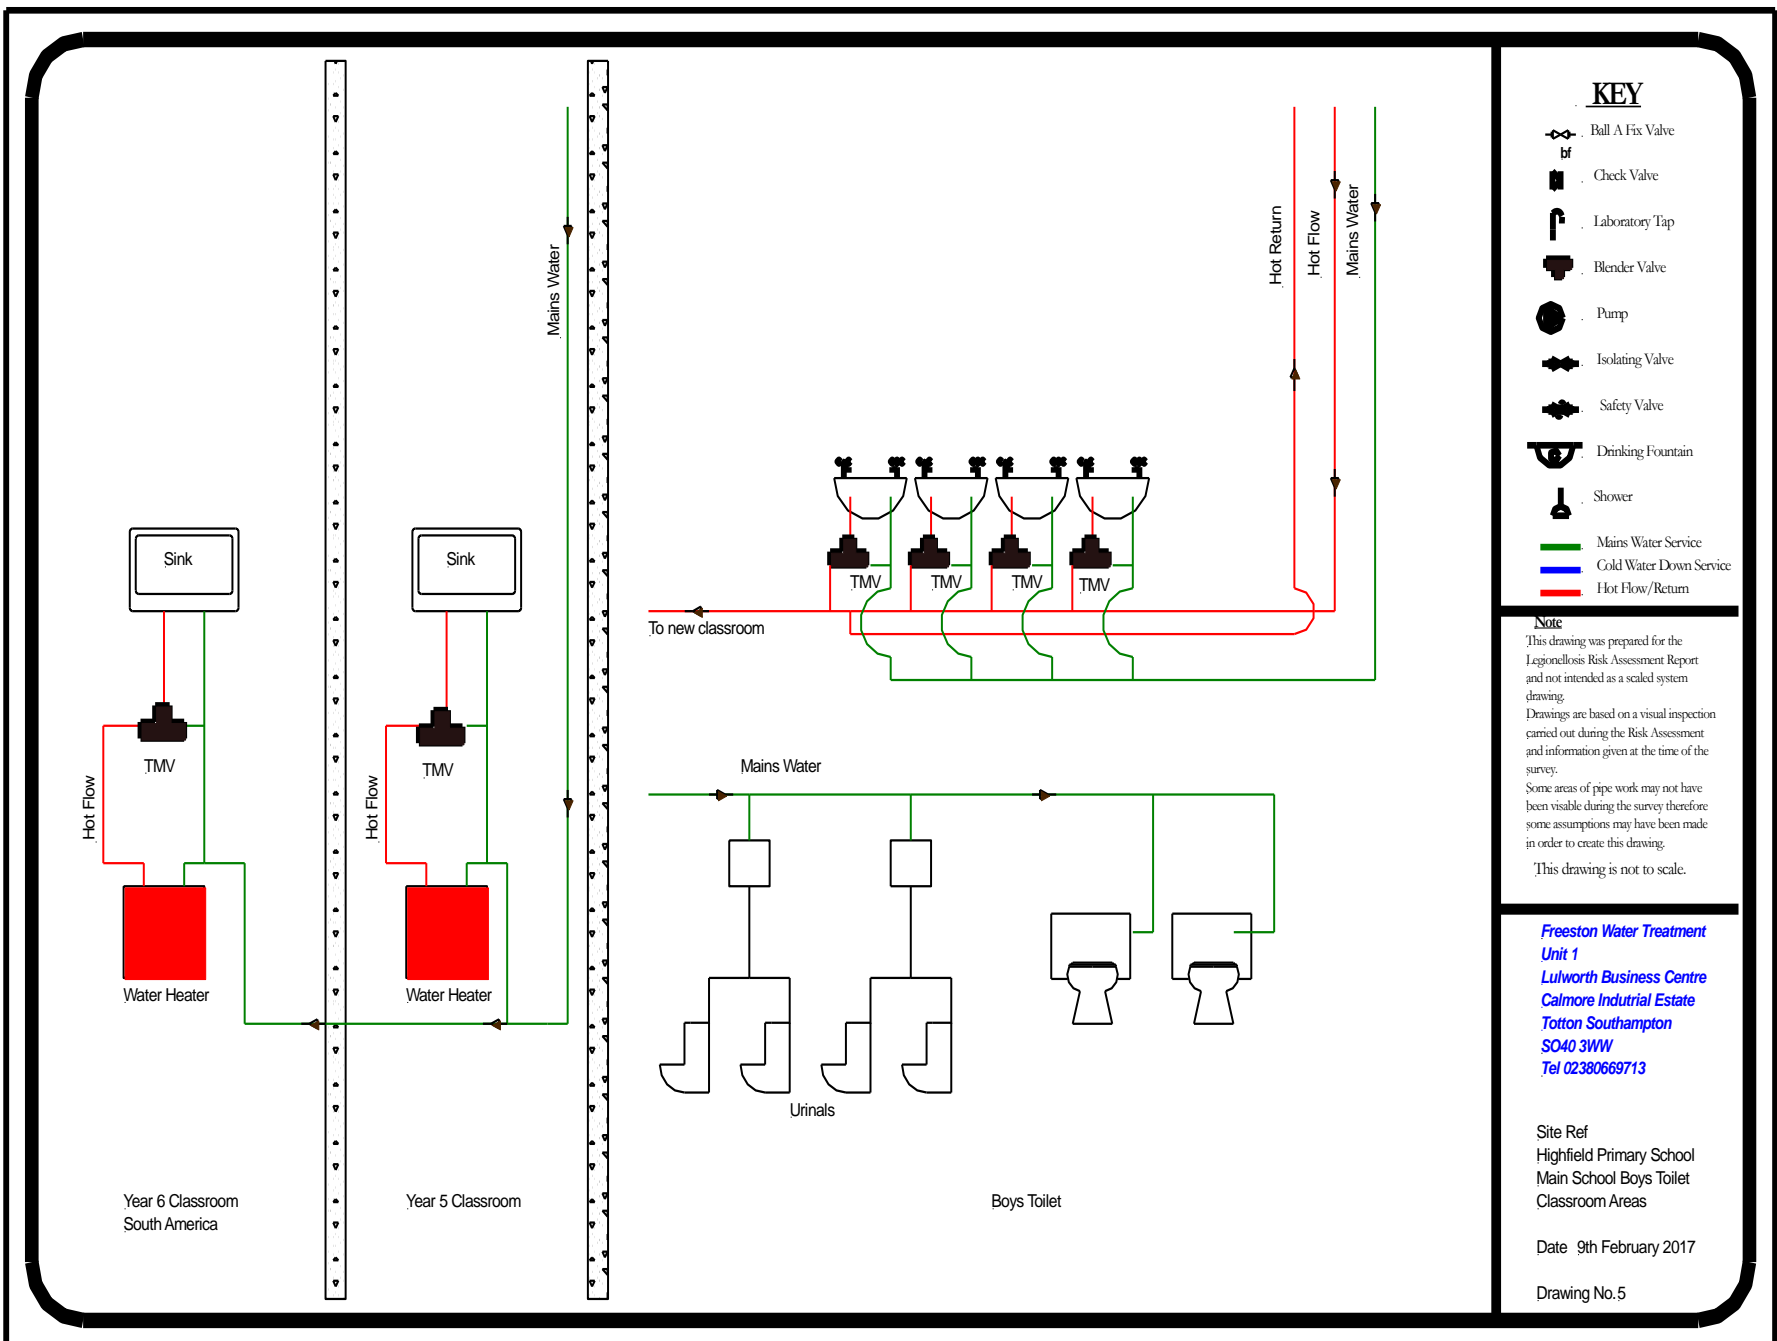 Mains Water
Sink
TMV
Hot Flow
Water Heater
Year 6 Classroom
South America
Sink
TMV
Hot Flow
Water Heater
Year 5 Classroom
Hot Return
Hot Flow
Mains Water
TMV
TMV
TMV
TMV
To new classroom
Mains Water
Urinals
Boys Toilet
KEY
Ball A Fix Valve
bf
Check Valve
Laboratory Tap
Blender Valve
Pump
Isolating Valve
Safety Valve
Drinking Fountain
Shower
Mains Water Service
Cold Water Down Service
Hot Flow/Return
Note
This drawing was prepared for the
Legionellosis Risk Assessment Report
and not intended as a scaled system
drawing.
Drawings are based on a visual inspection
carried out during the Risk Assessment
and information given at the time of the
survey.
Some areas of pipe work may not have
been visable during the survey therefore
some assumptions may have been made
in order to create this drawing.
This drawing is not to scale.
Freeston Water Treatment
Unit 1
Lulworth Business Centre
Calmore Indutrial Estate
Totton Southampton
SO40 3WW
Tel 02380669713
Site Ref
Highfield Primary School
Main School Boys Toilet
Classroom Areas
Date 9th February 2017
Drawing No. 5